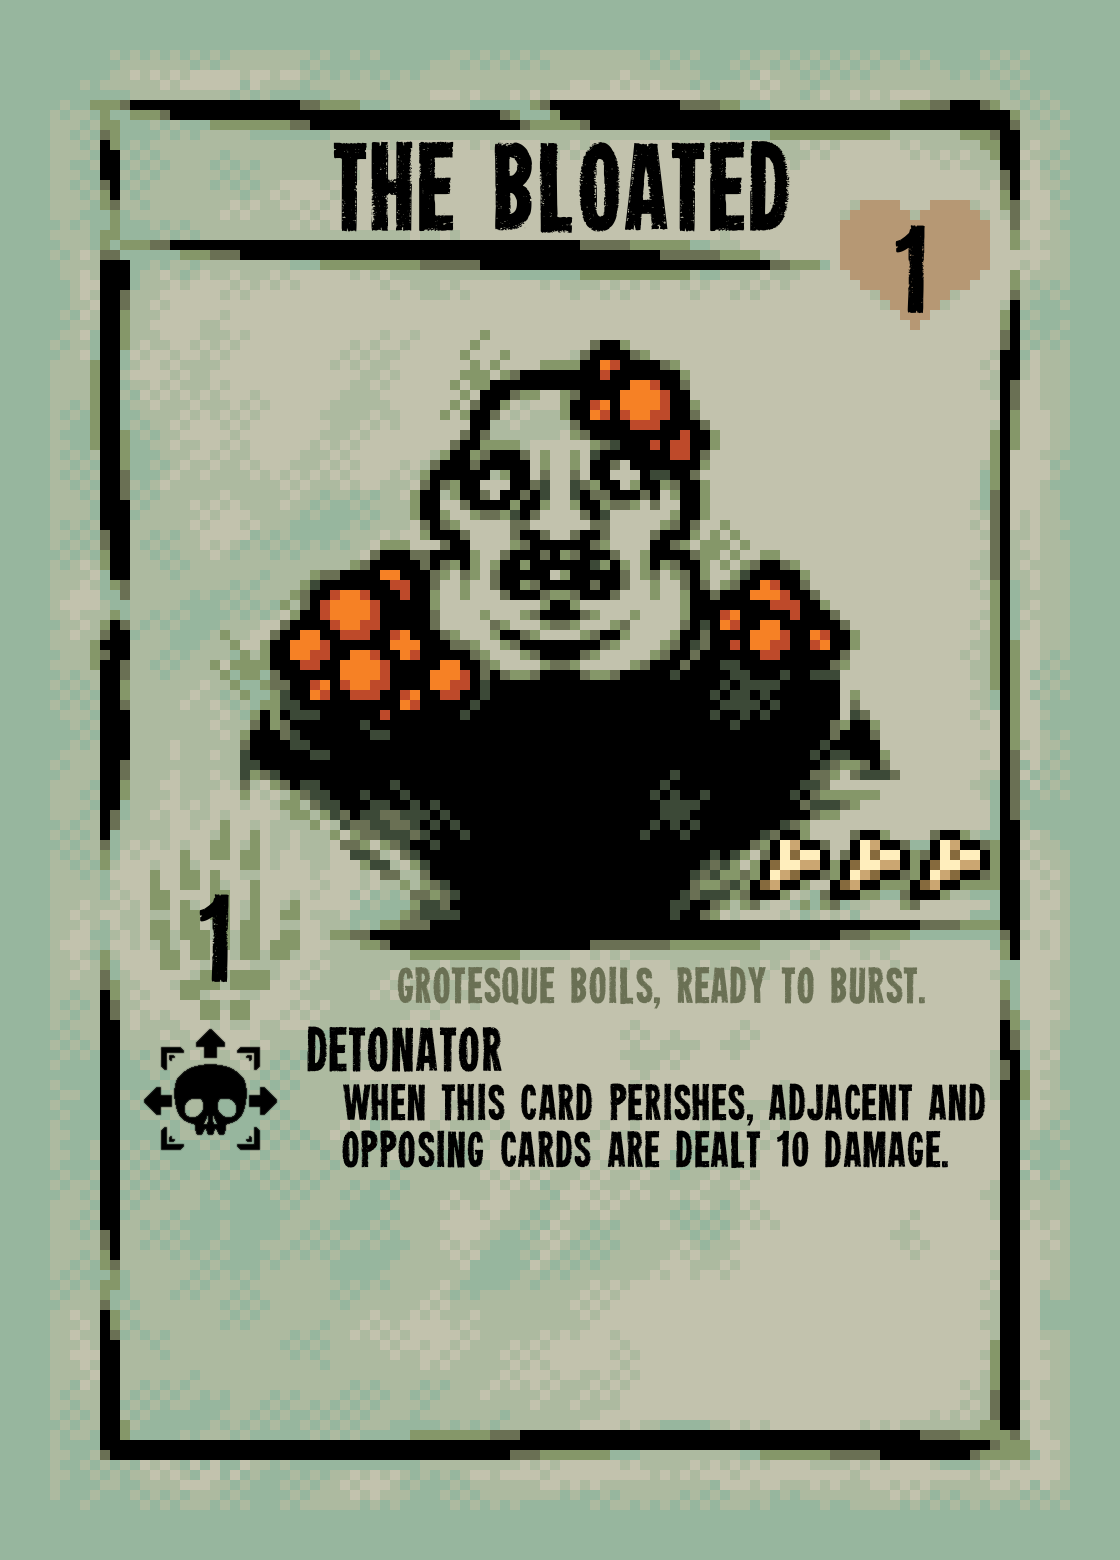 THE BLOATED
1
1
GROTESQUE BOILS, READY TO BURST.
DETONATOR
WHEN THIS CARD PERISHES, ADJACENT AND
OPPOSING CARDS ARE DEALT 10 DAMAGE.